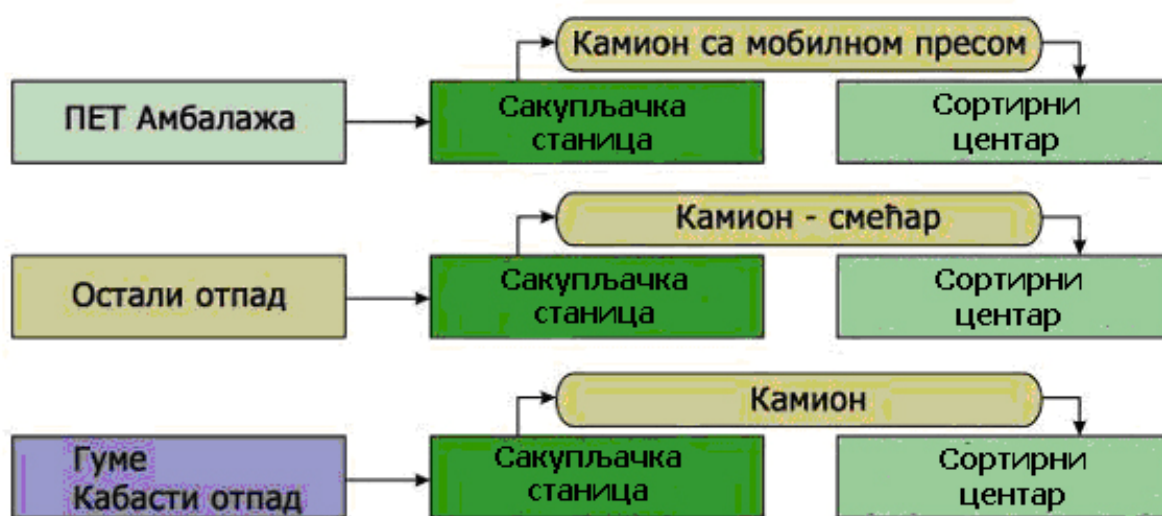 Камион са мобилном пресом
ПЕТ Амбалажа
Сакупљачка
станица
Сортирни
центар
Камион - смећар
Остали отпад
Сакупљачка
станица
Сортирни
центар
Камион
Гуме
Кабасти отпад
Сакупљачка
станица
Сортирни
центар